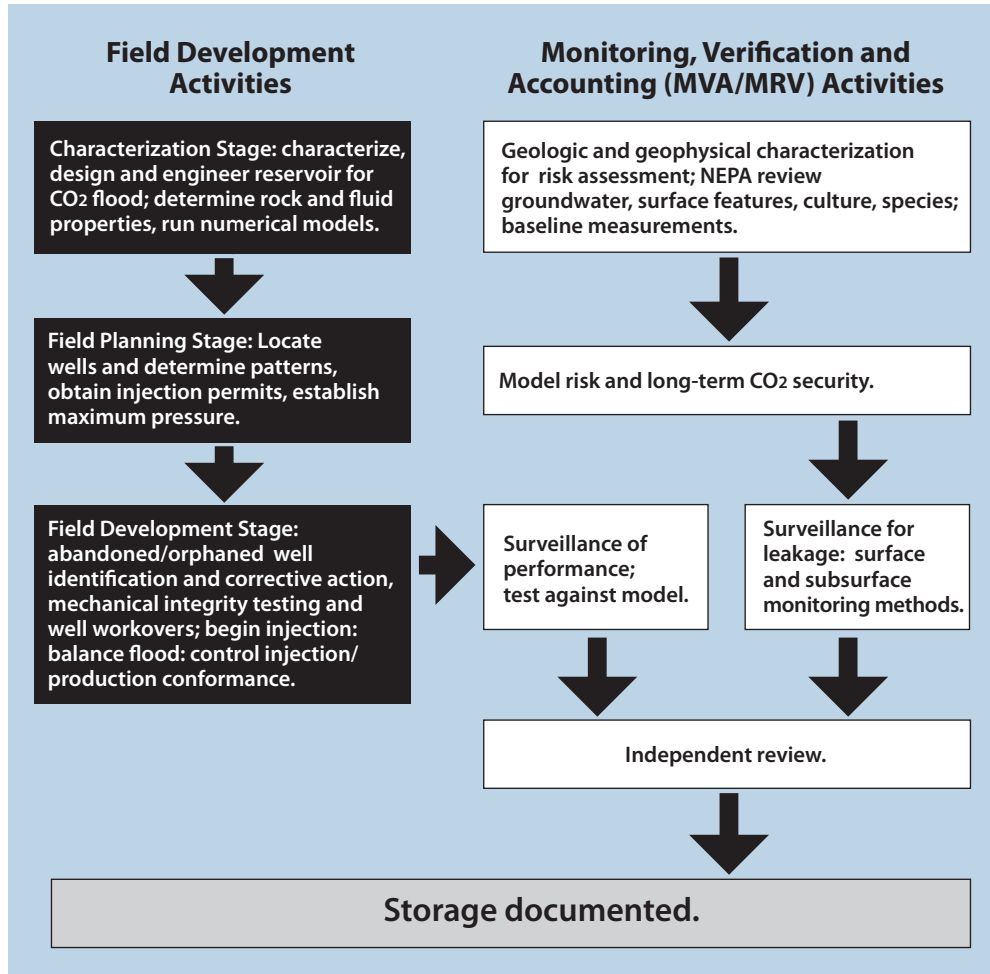 Field Development
Activities
Monitoring, Verification and
Accounting (MVA/MRV) Activities
Characterization Stage: characterize,
design and engineer reservoir for
CO2 flood; determine rock and fluid
properties, run numerical models.
Geologic and geophysical characterization
for risk assessment; NEPA review
groundwater, surface features, culture, species;
baseline measurements.
Field Planning Stage: Locate
wells and determine patterns,
obtain injection permits, establish
maximum pressure.
Model risk and long-term CO2 security.
Field Development Stage:
abandoned/orphaned well
identification and corrective action,
mechanical integrity testing and
well workovers; begin injection:
balance flood: control injection/
production conformance.
Surveillance of
performance;
test against model.
Surveillance for
leakage: surface
and subsurface
monitoring methods.
Independent review.
Storage documented.